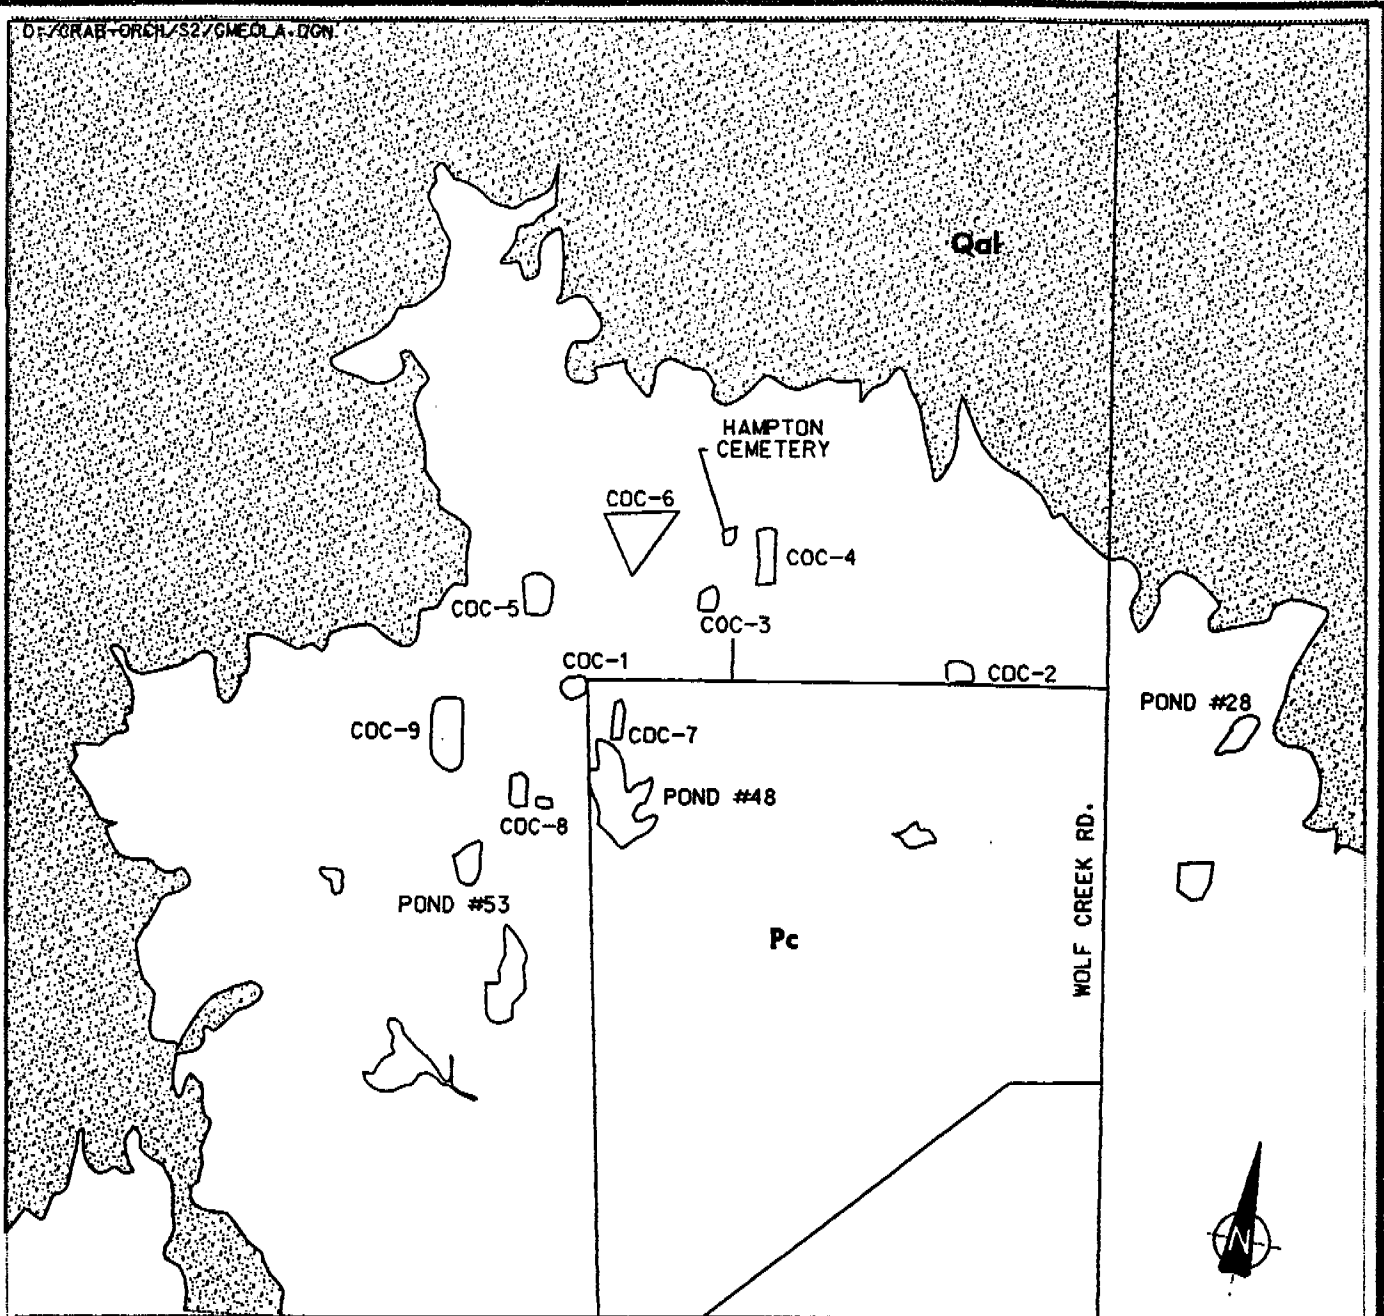 D:/CRAB-ORCH/S2/GMEOLA.DGN
Qal
HAMPTON
CEMETERY
COC-6
COC-4
COC-5
COC-3
COC-1
COC-2
POND #28
COC-9
COC-7
POND #48
COC-8
WOLF CREEK RD.
POND #53
Pc
N